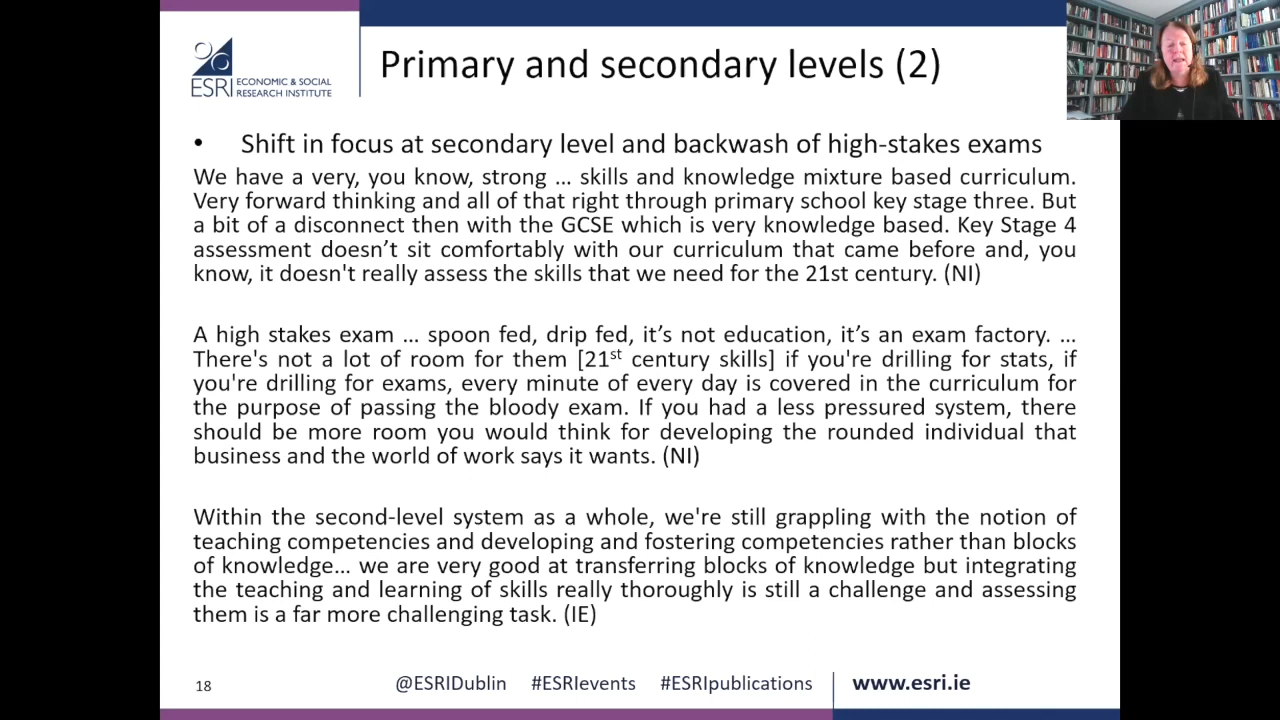 ESRI
ECONOMIC & SOCIAL
RESEARCH INSTITUTE
Primary and secondary levels (2)
• Shift in focus at secondary level and backwash of high-stakes exams
We have a very, you know, strong … skills and knowledge mixture based curriculum.
Very forward thinking and all of that right through primary school key stage three. But
a bit of a disconnect then with the GCSE which is very knowledge based. Key Stage 4
assessment doesn’t sit comfortably with our curriculum that came before and, you
know, it doesn't really assess the skills that we need for the 21st century. (NI)
A high stakes exam … spoon fed, drip fed, it’s not education, it’s an exam factory. …
There's not a lot of room for them [21st century skills] if you're drilling for stats, if
you're drilling for exams, every minute of every day is covered in the curriculum for
the purpose of passing the bloody exam. If you had a less pressured system, there
should be more room you would think for developing the rounded individual that
business and the world of work says it wants. (NI)
Within the second-level system as a whole, we're still grappling with the notion of
teaching competencies and developing and fostering competencies rather than blocks
of knowledge… we are very good at transferring blocks of knowledge but integrating
the teaching and learning of skills really thoroughly is still a challenge and assessing
them is a far more challenging task. (IE)
18
@ESRIDublin #ESRIevents #ESRIpublications www.esri.ie